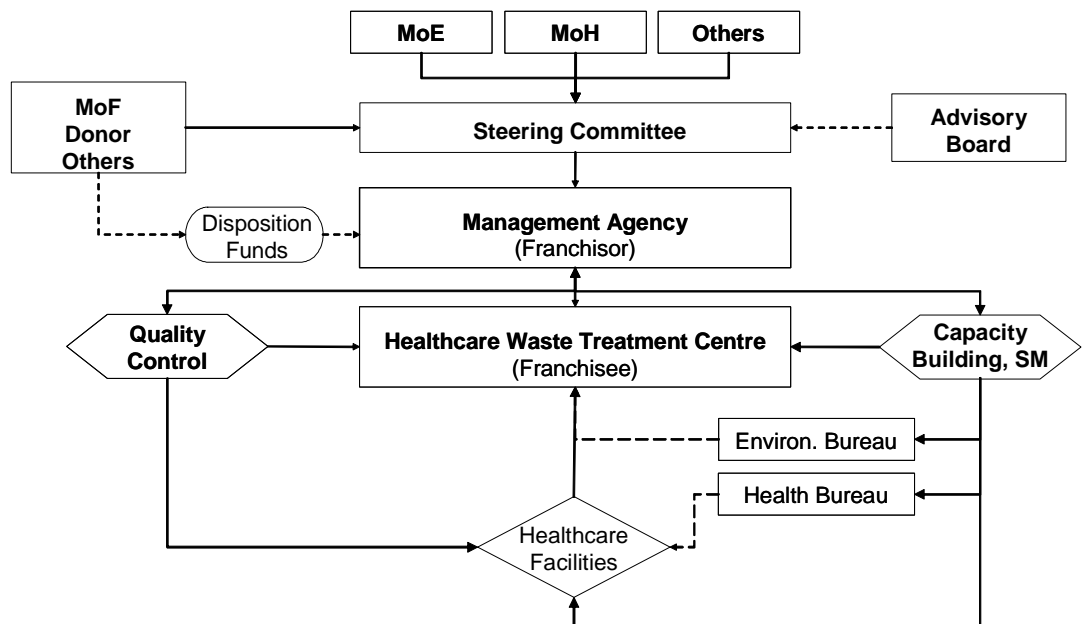 MoE
MoH
Others
MoF
Donor
Others
Steering Committee
Advisory
Board
Disposition
Funds
Management Agency
(Franchisor)
Quality
Control
Healthcare Waste Treatment Centre
(Franchisee)
Capacity
Building, SM
Environ. Bureau
Health Bureau
Healthcare
Facilities